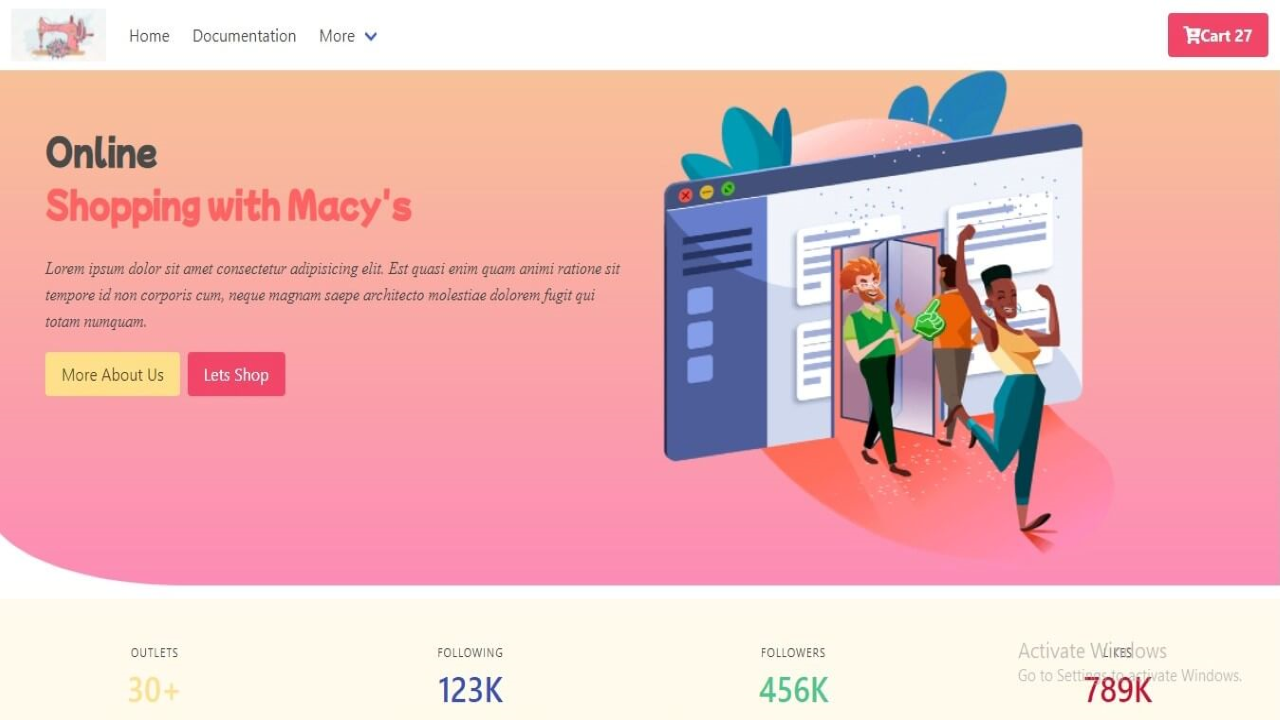 Home Documentation More Cart 27
Online
Shopping with Macy's
Lorem ipsum dolor sit amet consectetur adipisicing elit. Est quasi enim quam animi ratione sit
tempore id non corporis cum, neque magnam saepe architecto molestiae dolorem fugit qui
totam numquam.
More About Us Lets Shop
OUTLETS FOLLOWING FOLLOWERS LIKES
30+ 123K 456K 789K
Activate Windows
Go to Settings to activate Windows.